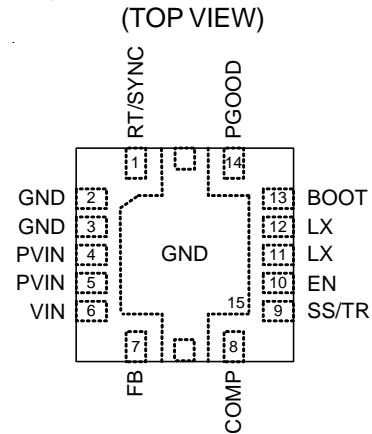 (TOP VIEW)
RT/SYNC
PGOOD
1
14
GND 2
GND 3
PVIN 4
PVIN 5
VIN 6
13 BOOT
12 LX
11 LX
10 EN
9 SS/TR
GND
15
7
8
FB
COMP